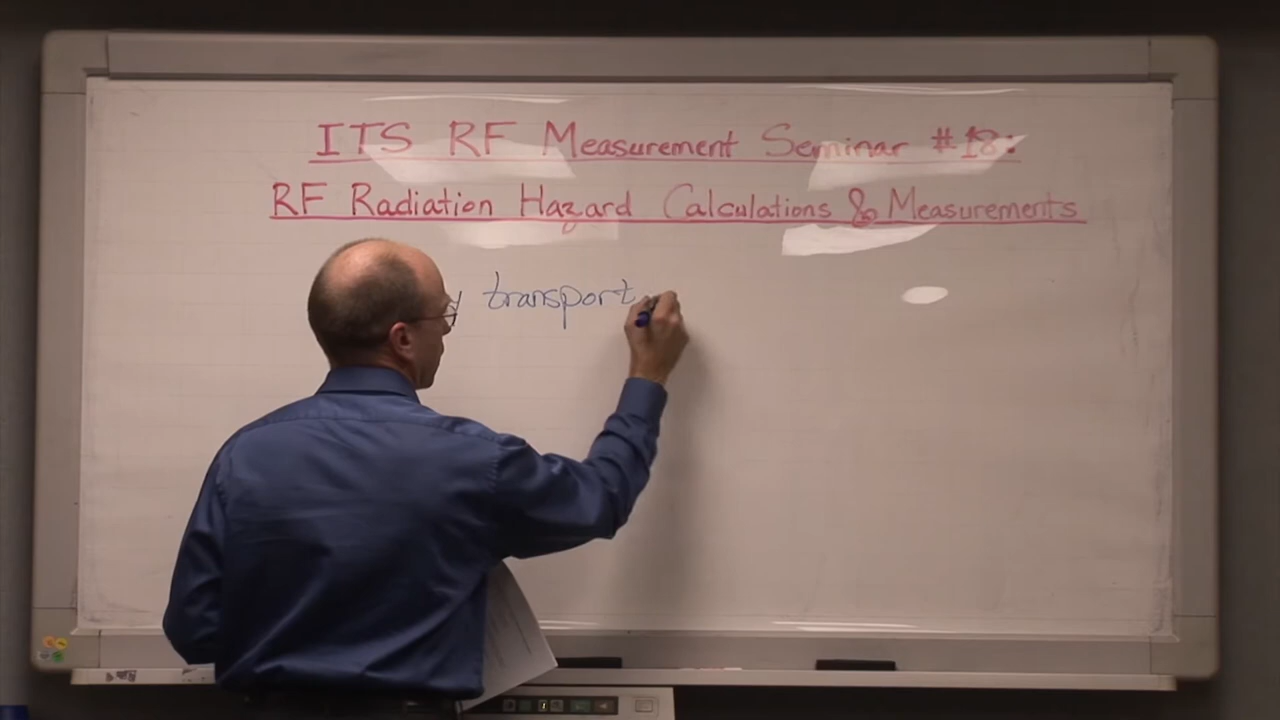 ITS RF Measurement Seminar #18:
RF Radiation Hazard Calculations & Measurements
transport